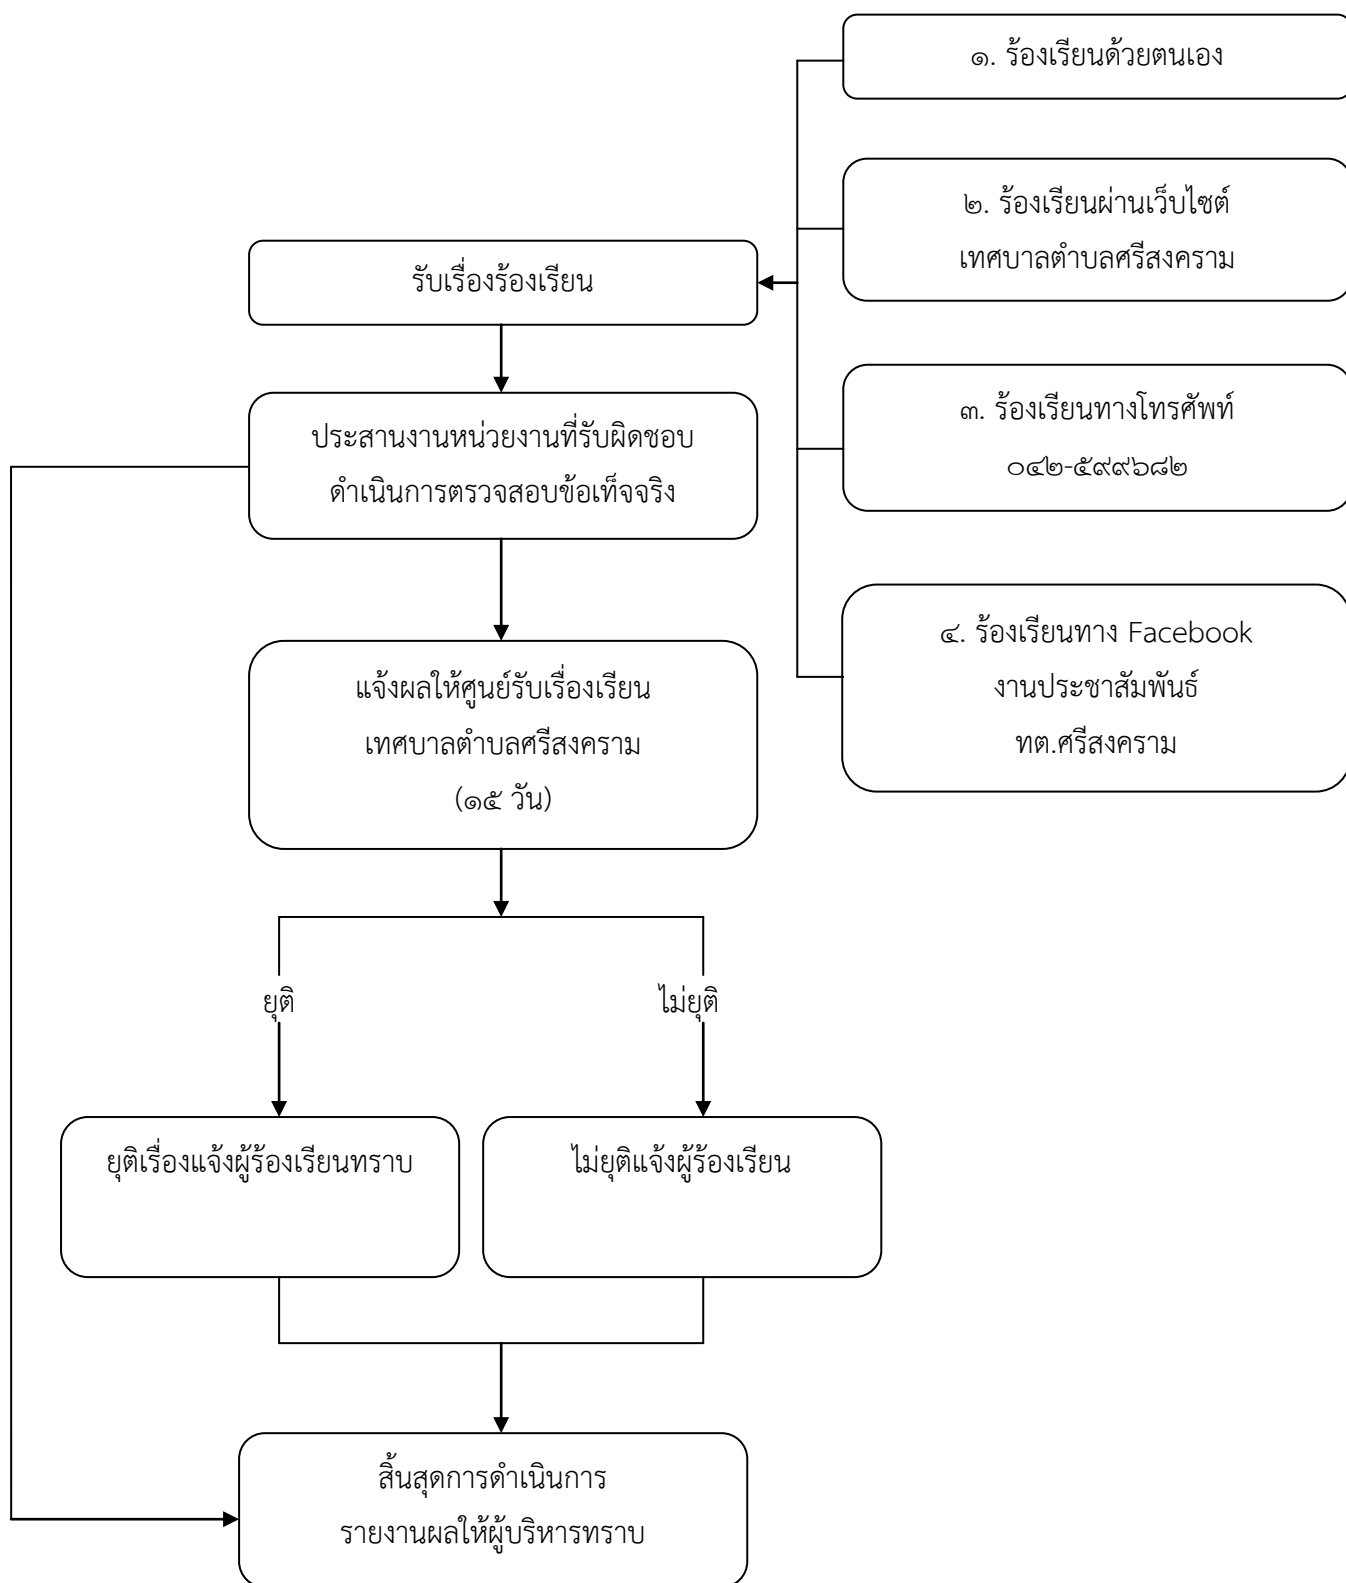 ๑. ร้องเรียนด้วยตนเอง
๒. ร้องเรียนผ่านเว็บไซต์
เทศบาลตำบลศรีสงคราม
๓. ร้องเรียนทางโทรศัพท์
๐๔๒-๕๙๙๖๘๒
๔. ร้องเรียนทาง Facebook
งานประชาสัมพันธ์
ทต.ศรีสงคราม
รับเรื่องร้องเรียน
ประสานงานหน่วยงานที่รับผิดชอบ
ดำเนินการตรวจสอบข้อเท็จจริง
แจ้งผลให้ศูนย์รับเรื่องเรียน
เทศบาลตำบลศรีสงคราม
(๑๕ วัน)
ยุติ
ไม่ยุติ
ยุติเรื่องแจ้งผู้ร้องเรียนทราบ
ไม่ยุติแจ้งผู้ร้องเรียน
สิ้นสุดการดำเนินการ
รายงานผลให้ผู้บริหารทราบ